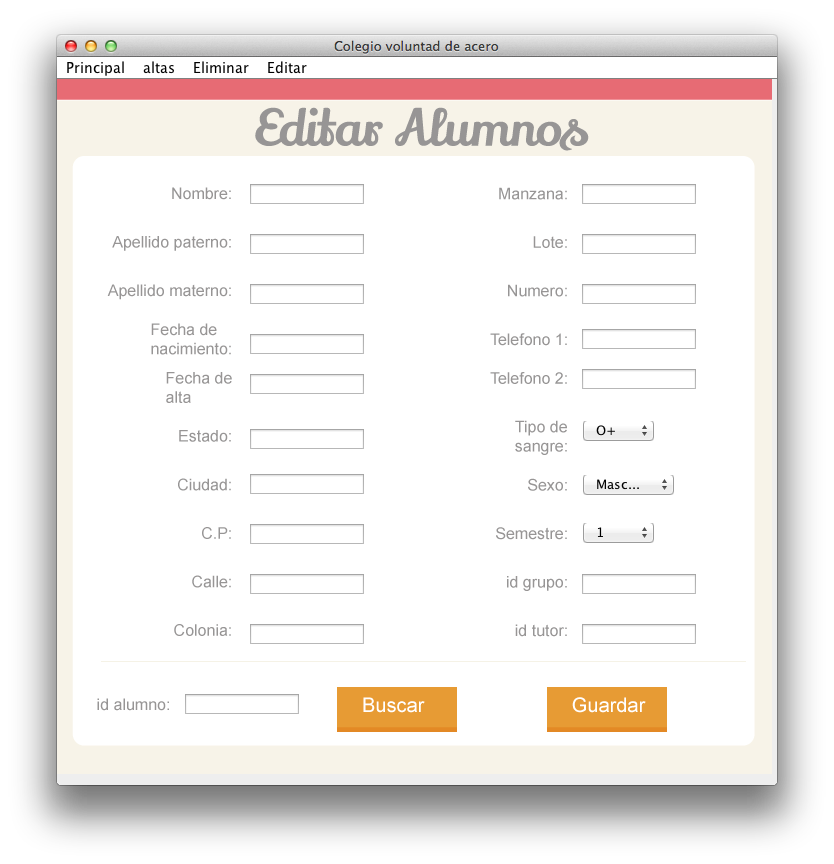 Colegio voluntad de acero
Principal altas Eliminar Editar
Editar Alumnos
Nombre:
Apellido paterno:
Apellido materno:
Fecha de
nacimiento:
Fecha de
alta
Estado:
Ciudad:
C.P:
Calle:
Colonia:
Manzana:
Lote:
Numero:
Telefono 1:
Telefono 2:
Tipo de
sangre:
O+
Sexo:
Masc...
Semestre:
1
id grupo:
id tutor:
id alumno:
Buscar
Guardar